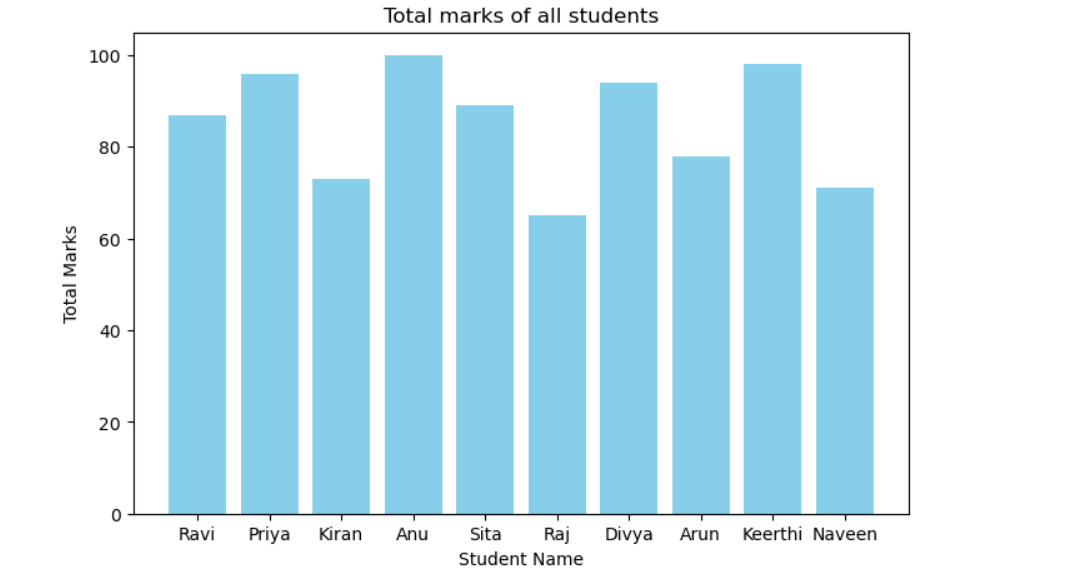 Total marks of all students
100
80
60
40
20
0
Total Marks
Ravi Priya Kiran Anu Sita Raj Divya Arun Keerthi Naveen
Student Name